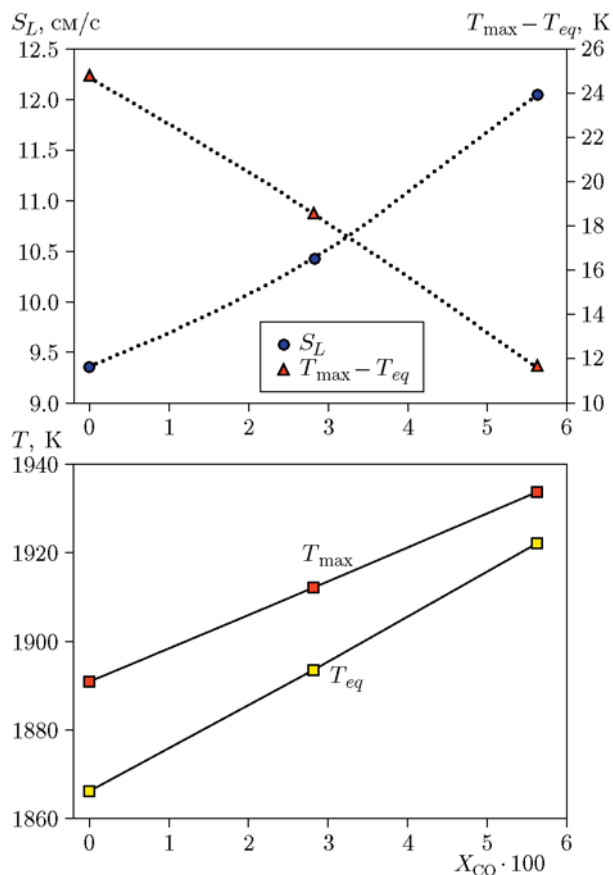 S_L, см/с
T_max − T_eq, К
12.5
12.0
11.5
11.0
10.5
10.0
9.5
9.0
26
24
22
20
18
16
14
12
10
S_L
T_max − T_eq
0 1 2 3 4 5 6
T, К
1940
1920
1900
1880
1860
T_max
T_eq
0 1 2 3 4 5 6
X_CO · 100